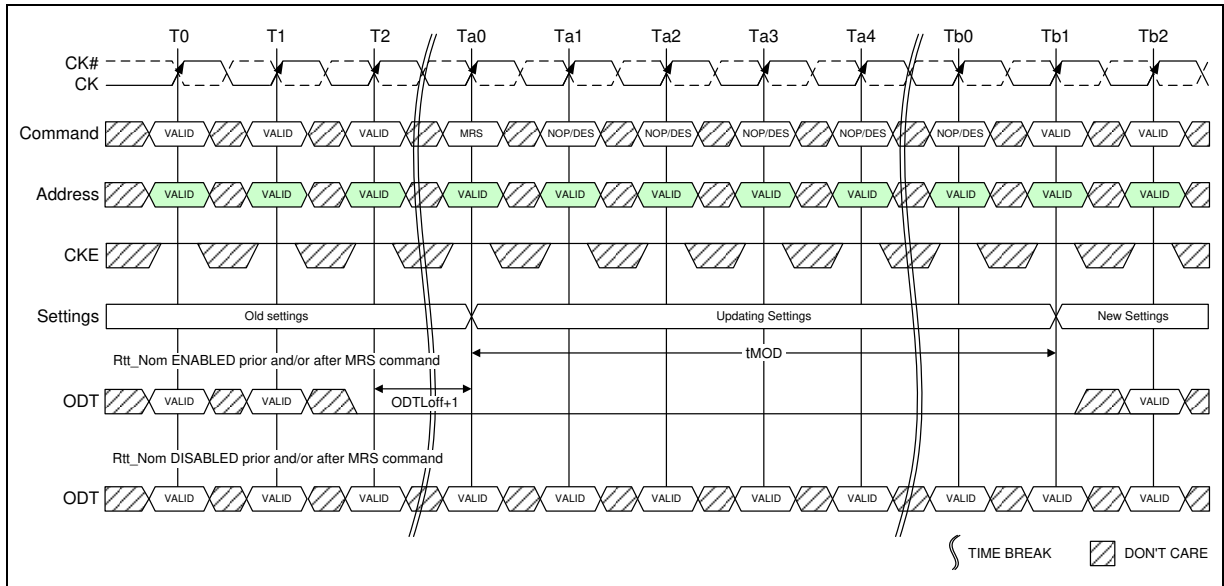 T0 T1 T2 Ta0 Ta1 Ta2 Ta3 Ta4 Tb0 Tb1 Tb2
CK#
CK
Command VALID VALID VALID MRS NOP/DES NOP/DES NOP/DES NOP/DES NOP/DES VALID VALID
Address VALID VALID VALID VALID VALID VALID VALID VALID VALID VALID VALID
CKE
Settings Old settings Updating Settings New Settings
Rtt_Nom ENABLED prior and/or after MRS command tMOD
ODT VALID VALID ODTLoff+1 VALID
Rtt_Nom DISABLED prior and/or after MRS command
ODT VALID VALID VALID VALID VALID VALID VALID VALID VALID VALID VALID
TIME BREAK DON'T CARE